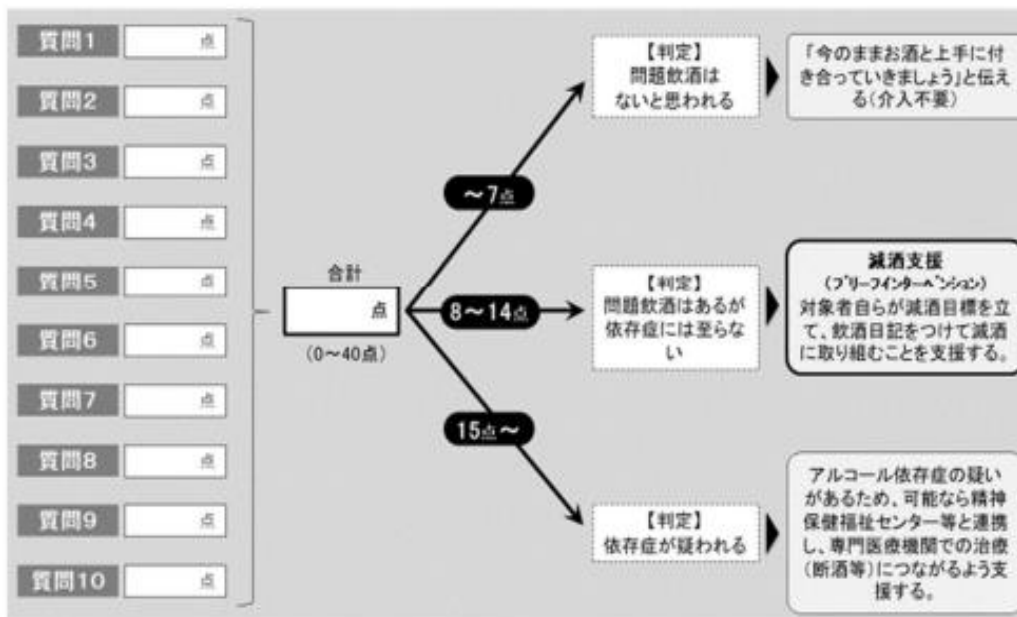 質問1 点
質問2 点
質問3 点
質問4 点
質問5 点
質問6 点
質問7 点
質問8 点
質問9 点
質問10 点
合計
点
(0～40点)
～7点
8～14点
15点～
【判定】
問題飲酒は
ないと思われる
「今のままお酒と上手に付
き合っていきましょう」と伝え
る(介入不要)
【判定】
問題飲酒はあるが
依存症には至らな
い
減酒支援
(ブリーフインターベンション)
対象者自らが減酒目標を立
て、飲酒日記をつけて減酒
に取り組むことを支援する。
【判定】
依存症が疑われる
アルコール依存症の疑い
があるため、可能なら精神
保健福祉センター等と連携
し、専門医療機関での治療
(断酒等)につながるよう支
援する。